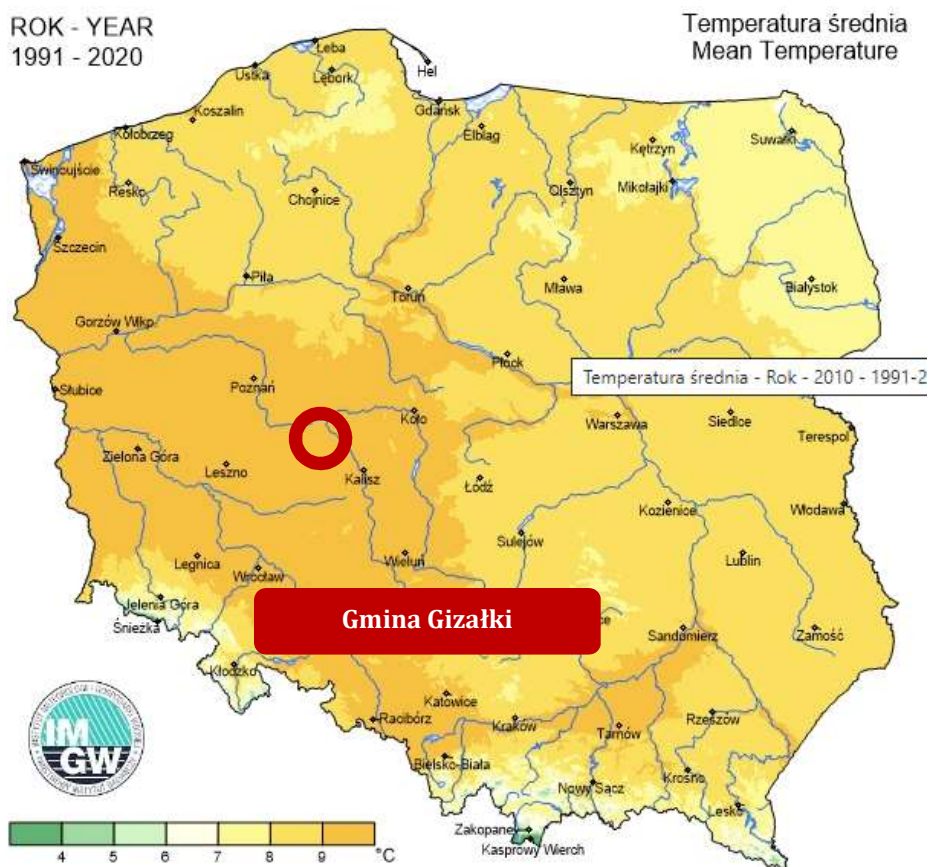 ROK - YEAR
1991 - 2020
Temperatura średnia
Mean Temperature
Łeba
Hel
Ustka
Lębork
Gdańsk
Koszalin
Elbląg
Kołobrzeg
Suwałki
Kętrzyn
Świnoujście
Resko
Chojnice
Olsztyn
Mikołajki
Szczecin
Piła
Toruń
Mława
Białystok
Gorzów Wlkp.
Płock
Poznań
Temperatura średnia - Rok - 2010 - 1991-2
Słubice
Koło
Warszawa
Siedlce
Terespol
Zielona Góra
Leszno
Kalisz
Łódź
Kozienice
Włodawa
Sulejów
Legnica
Wrocław
Wieluń
Lublin
Jelenia Góra
Śnieżka
Gmina Gizałki
ce
Sandomierz
Zamość
Kłodzko
Katowice
Racibórz
Kraków
Tarnów
Rzeszów
Bielsko-Biała
Nowy Sącz
Krosno
Lesko
Zakopane
Kasprowy Wierch
IM
GW
4 5 6 7 8 9 °C